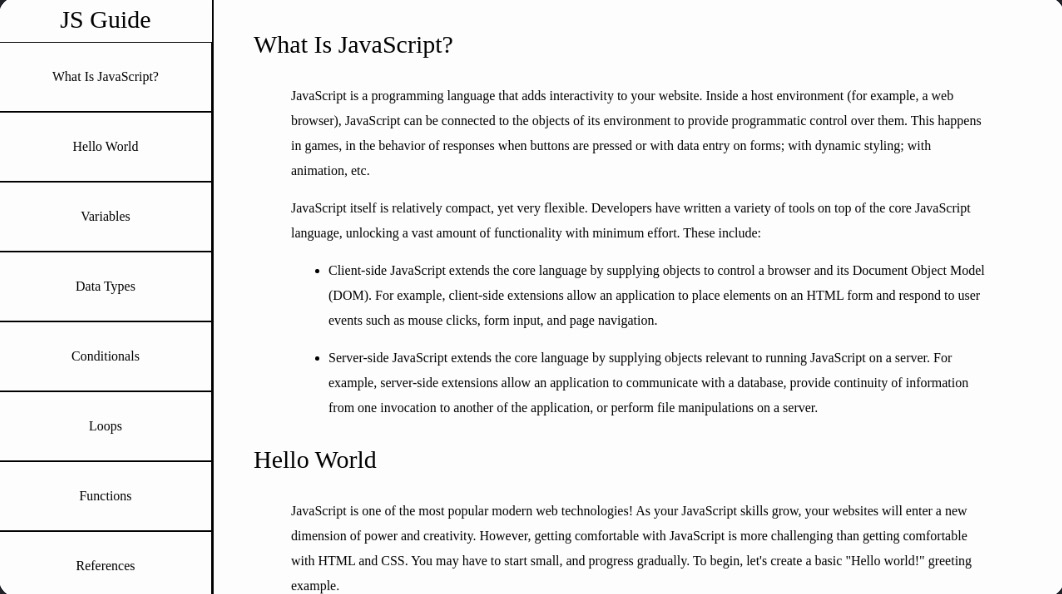 JS Guide
What Is JavaScript?
Hello World
Variables
Data Types
Conditionals
Loops
Functions
References
What Is JavaScript?
JavaScript is a programming language that adds interactivity to your website. Inside a host environment (for example, a web
browser), JavaScript can be connected to the objects of its environment to provide programmatic control over them. This happens
in games, in the behavior of responses when buttons are pressed or with data entry on forms; with dynamic styling; with
animation, etc.
JavaScript itself is relatively compact, yet very flexible. Developers have written a variety of tools on top of the core JavaScript
language, unlocking a vast amount of functionality with minimum effort. These include:
• Client-side JavaScript extends the core language by supplying objects to control a browser and its Document Object Model
(DOM). For example, client-side extensions allow an application to place elements on an HTML form and respond to user
events such as mouse clicks, form input, and page navigation.
• Server-side JavaScript extends the core language by supplying objects relevant to running JavaScript on a server. For
example, server-side extensions allow an application to communicate with a database, provide continuity of information
from one invocation to another of the application, or perform file manipulations on a server.
Hello World
JavaScript is one of the most popular modern web technologies! As your JavaScript skills grow, your websites will enter a new
dimension of power and creativity. However, getting comfortable with JavaScript is more challenging than getting comfortable
with HTML and CSS. You may have to start small, and progress gradually. To begin, let's create a basic "Hello world!" greeting
example.